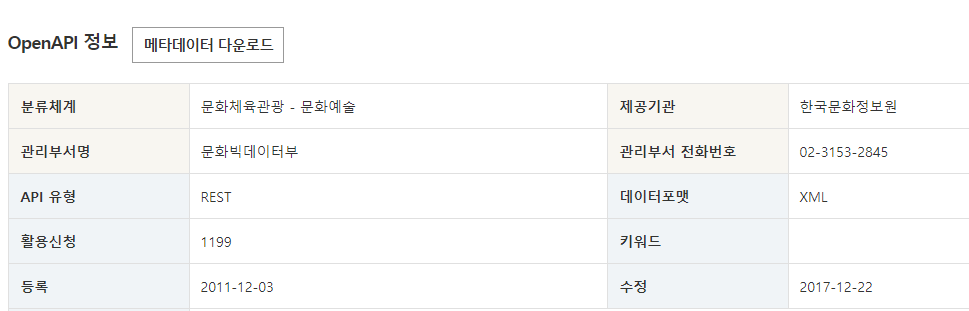 OpenAPI 정보 메타데이터 다운로드
분류체계 문화체육관광 - 문화예술 제공기관 한국문화정보원
관리부서명 문화빅데이터부 관리부서 전화번호 02-3153-2845
API 유형 REST 데이터포맷 XML
활용신청 1199 키워드
등록 2011-12-03 수정 2017-12-22